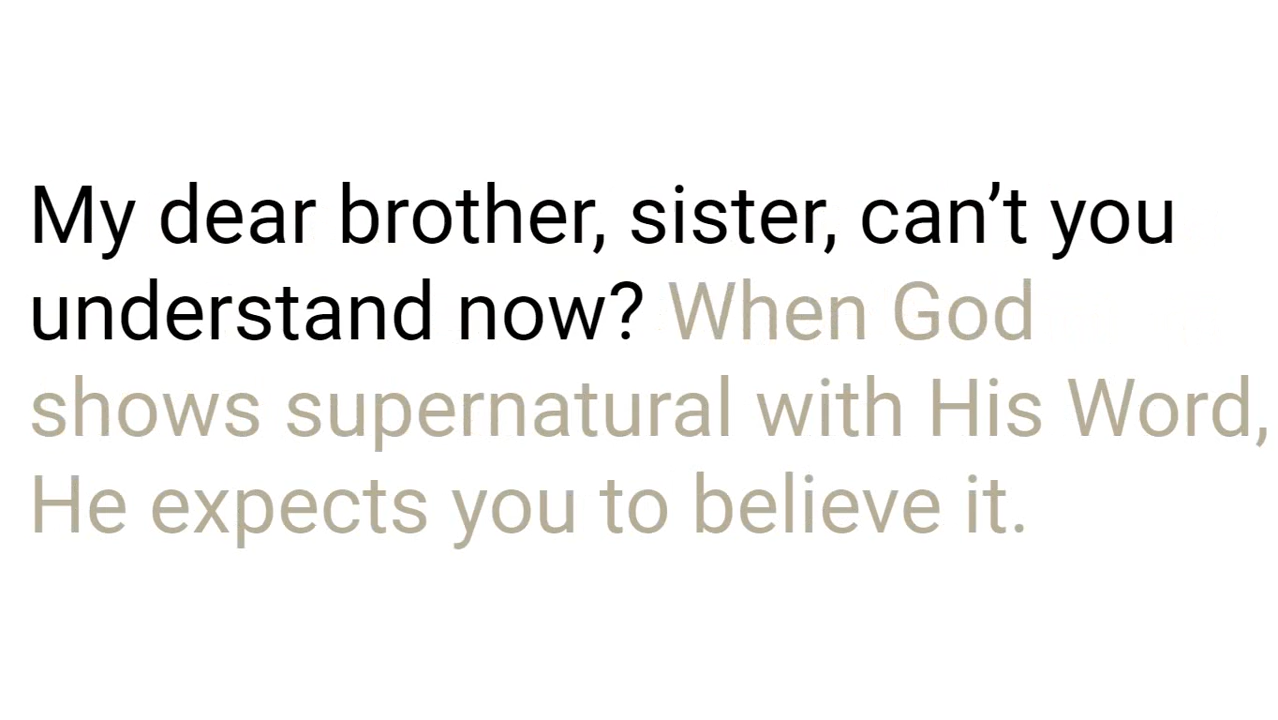 My dear brother, sister, can’t you
understand now? When God
shows supernatural with His Word,
He expects you to believe it.